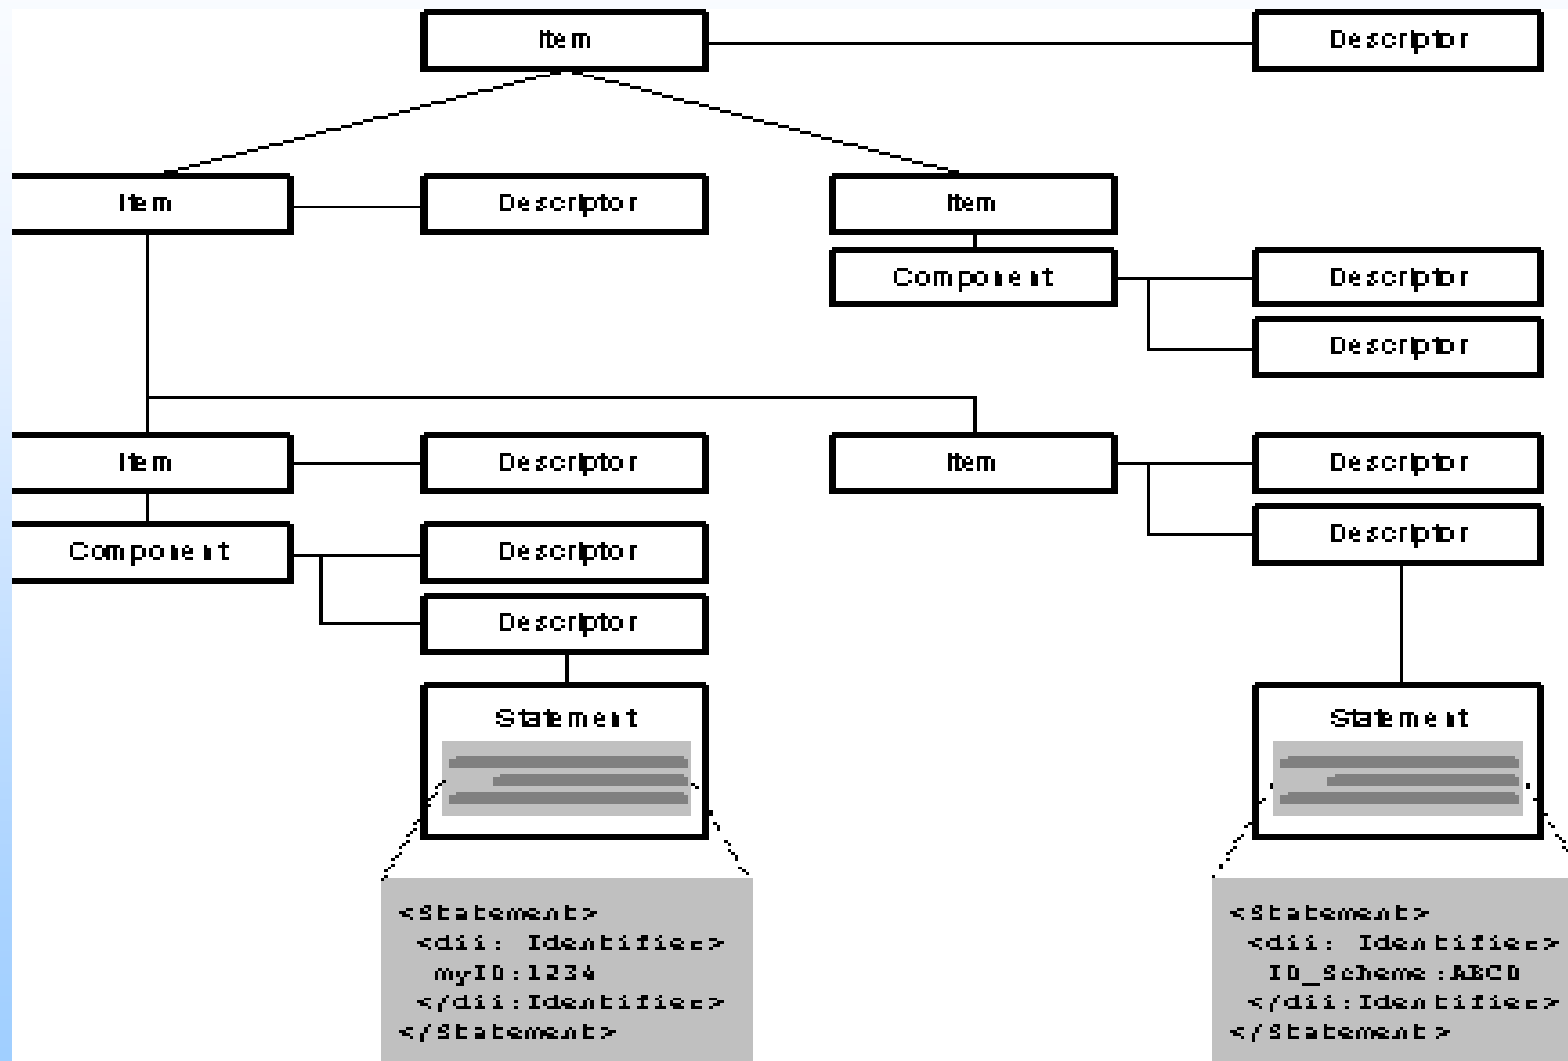 Item
Descriptor
Item
Descriptor
Item
Component
Descriptor
Descriptor
Item
Descriptor
Item
Descriptor
Descriptor
Component
Descriptor
Descriptor
Statement
Statement
<Statement>
<dii: Identifier>
myID:1234
</dii:Identifier>
</Statement>
<Statement>
<dii: Identifier>
ID_Scheme:ABCD
</dii:Identifier>
</Statement>